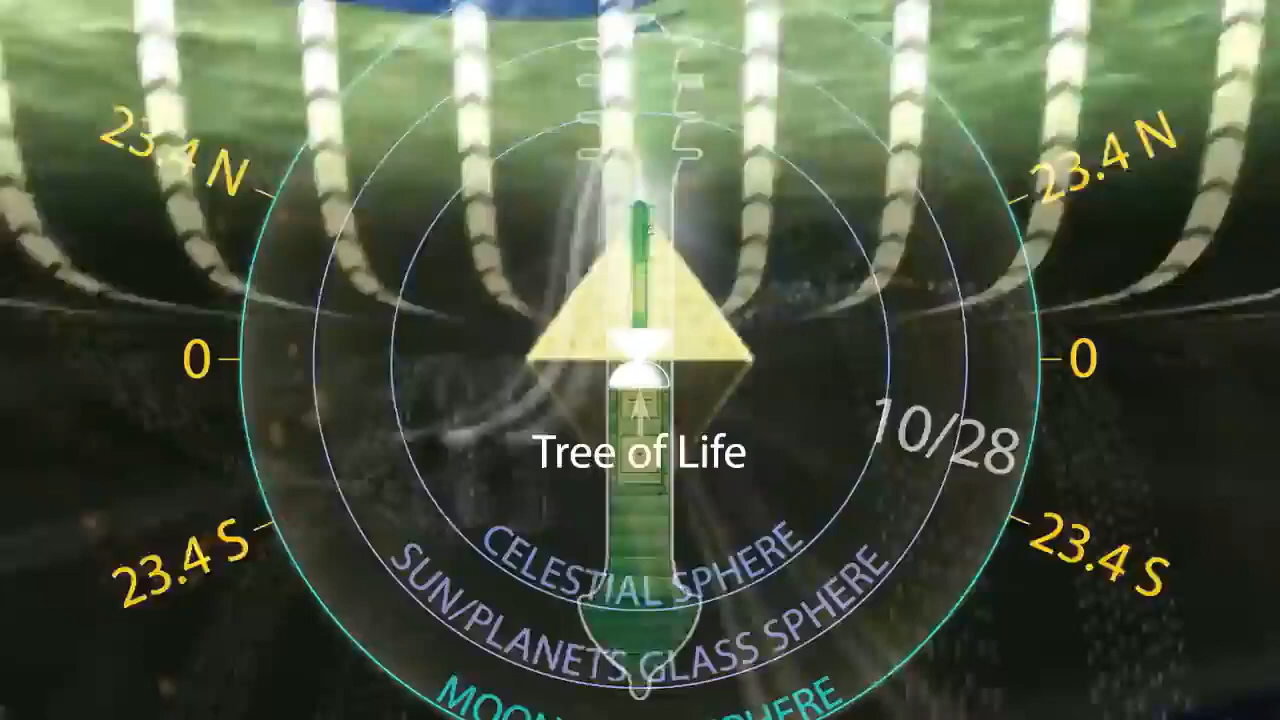 23.4 N
23.4 N
0
0
Tree of Life
10/28
23.4 S
23.4 S
CELESTIAL SPHERE
SUN/PLANETS GLASS SPHERE